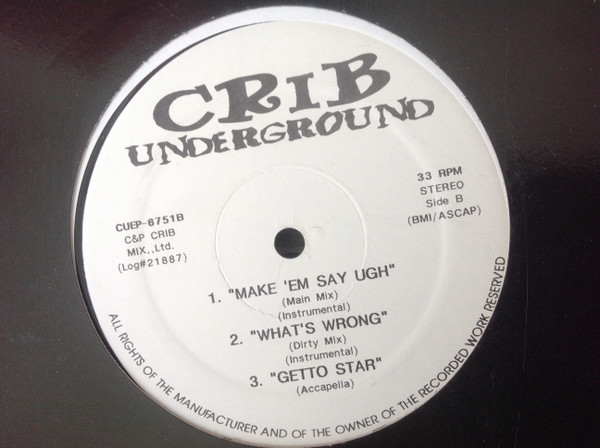 CRIB
UNDERGROUND
CUEP-6751B
C&P CRIB
MIX,,Ltd.
(Log#21887)
33 RPM
STEREO
Side B
(BMI/ASCAP)
1. "MAKE 'EM SAY UGH"
(Main Mix)
(Instrumental)
2. "WHAT'S WRONG"
(Dirty Mix)
(Instrumental)
3. "GETTO STAR"
(Accapella)
ALL RIGHTS OF THE MANUFACTURER AND OF THE OWNER OF THE RECORDED WORK RESERVED